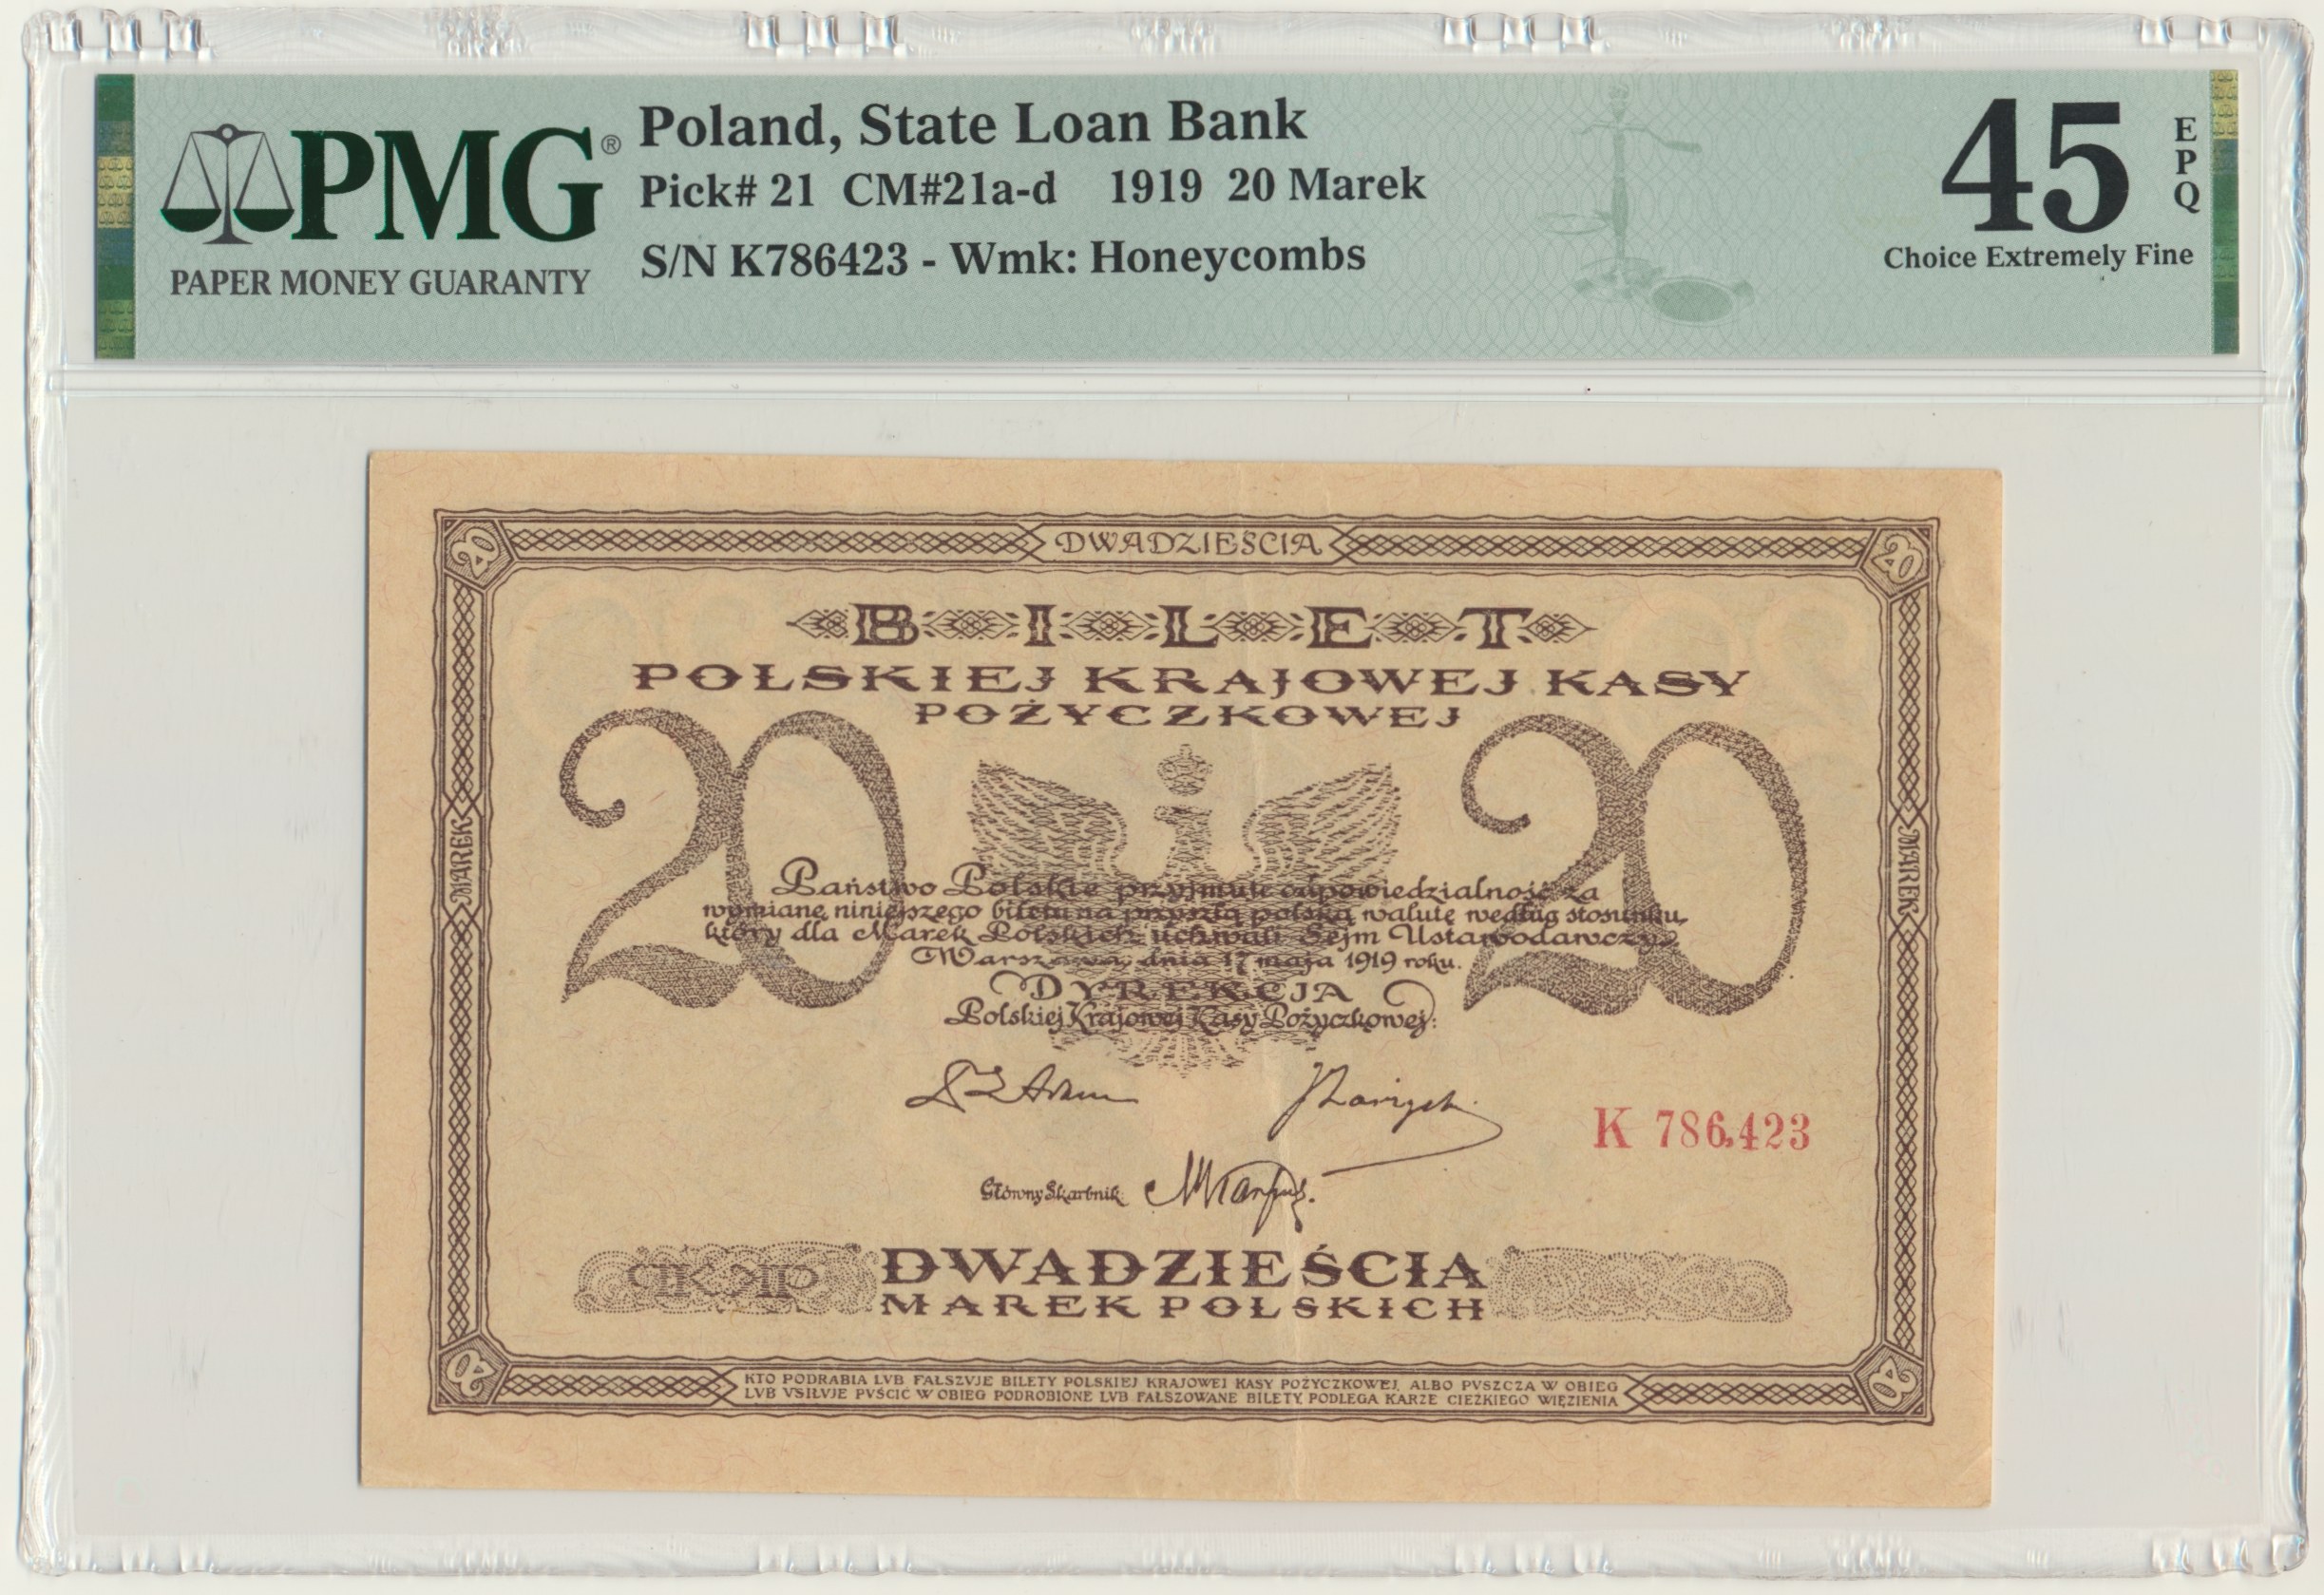 PMG®
PAPER MONEY GUARANTY
Poland, State Loan Bank
Pick# 21 CM#21a-d 1919 20 Marek
S/N K786423 - Wmk: Honeycombs
45
EPQ
Choice Extremely Fine
20 DWADZIEŚCIA 20
BILET
POLSKIEJ KRAJOWEJ KASY
POŻYCZKOWEJ
20 20
MAREK
MAREK
Państwo Polskie przyjmuje odpowiedzialność za
wymianę niniejszego biletu na przyszłą polską walutę według stosunku,
który dla Marek Polskich uchwali Sejm Ustawodawczy.
Warszawa, dnia 17 maja 1919 roku.
DYREKCJA
Polskiej Krajowej Kasy Pożyczkowej:
K 786,423
Główny Skarbnik:
DWADZIEŚCIA
MAREK POLSKICH
20 20
KTO PODRABIA LVB FAŁSZVJE BILETY POLSKIEJ KRAJOWEJ KASY POŻYCZKOWEJ, ALBO PVSZCZA W OBIEG
LVB VSIŁVJE PVŚCIĆ W OBIEG PODROBIONE LVB FAŁSZOWANE BILETY, PODLEGA KARZE CIĘŻKIEGO WIĘZIENIA